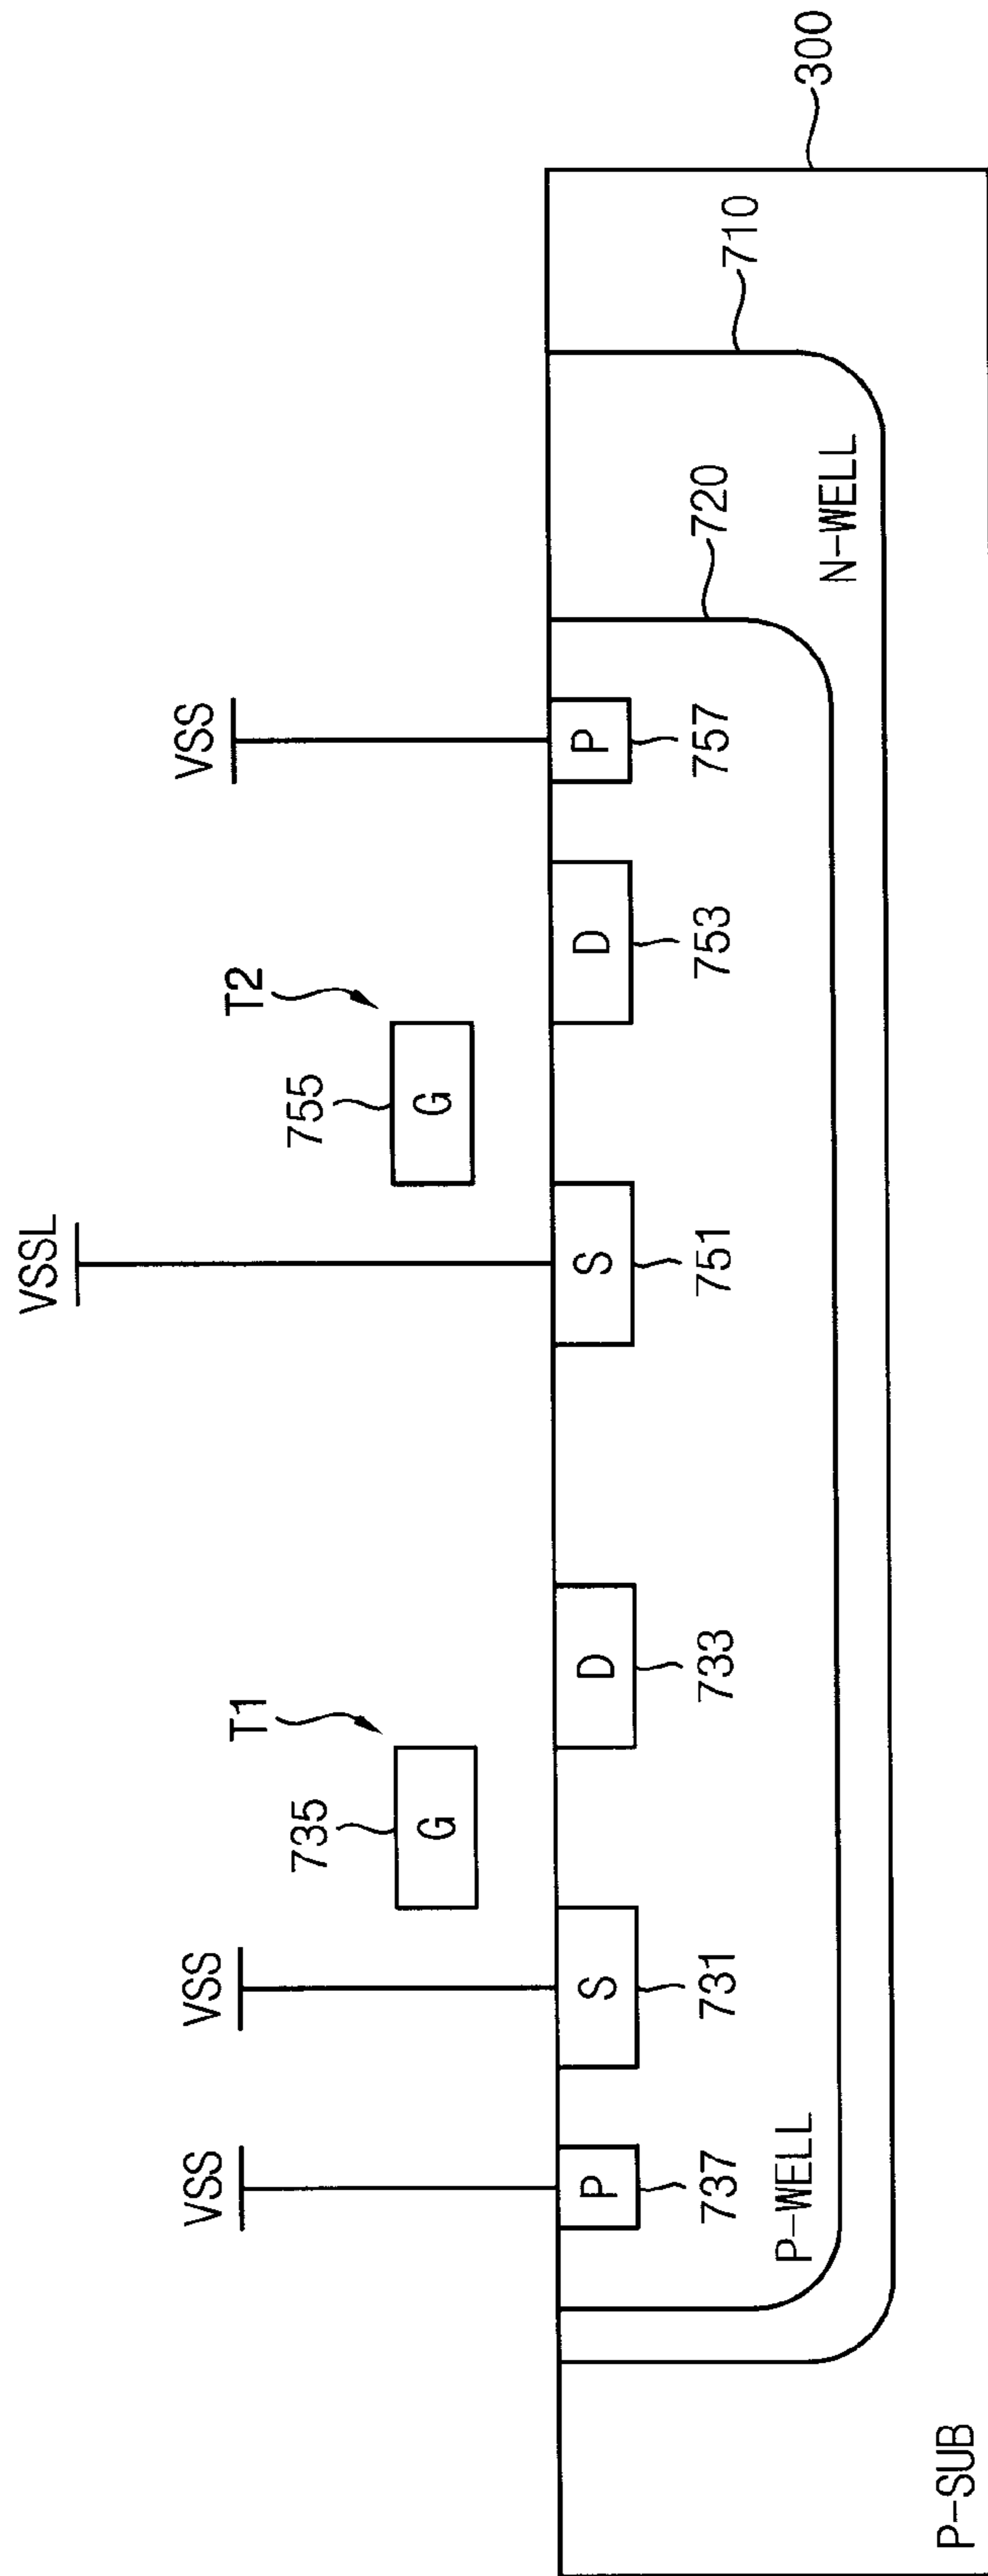 VSSL
VSS
VSS
VSS
T1
T2
735
755
G
G
P
S
D
S
D
P
737
731
733
751
753
757
720
710
300
P-WELL
N-WELL
P-SUB